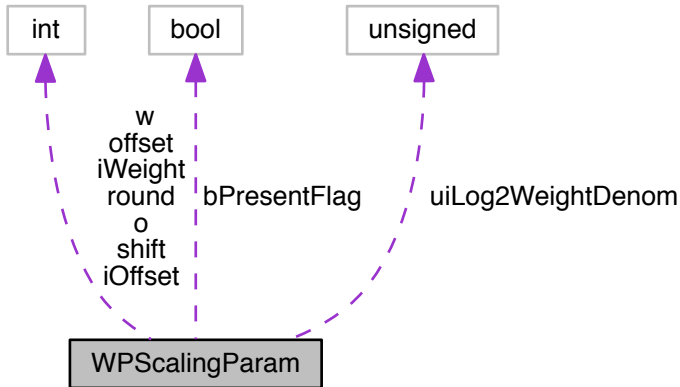 int
bool
unsigned
w
offset
iWeight
round
o
shift
iOffset
bPresentFlag
uiLog2WeightDenom
WPScalingParam